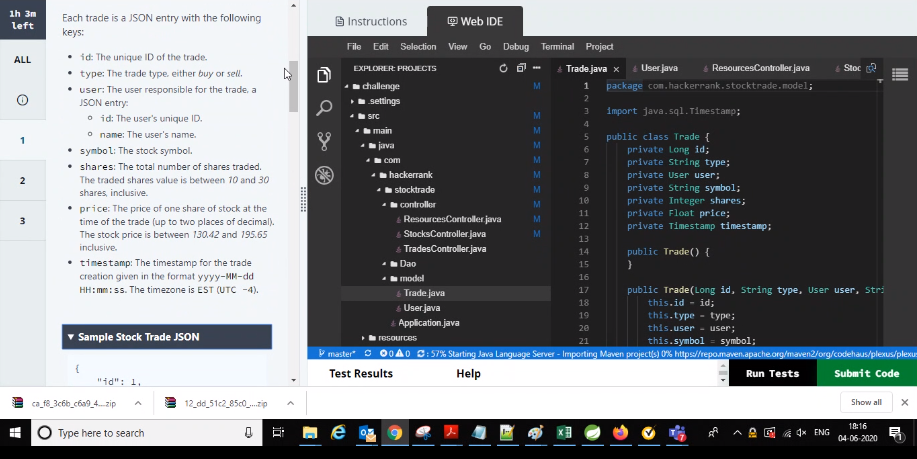 1h 3m
left
ALL
1
2
3
Each trade is a JSON entry with the following
keys:
id: The unique ID of the trade.
type: The trade type, either buy or sell.
user: The user responsible for the trade, a
JSON entry:
id: The user's unique ID.
name: The user's name.
symbol: The stock symbol.
shares: The total number of shares traded.
The traded shares value is between 10 and 30
shares, inclusive.
price: The price of one share of stock at the
time of the trade (up to two places of decimal).
The stock price is between 130.42 and 195.65
inclusive.
timestamp: The timestamp for the trade
creation given in the format yyyy-MM-dd
HH:mm:ss. The timezone is EST (UTC -4).
Sample Stock Trade JSON
{
"id": 1,
Instructions
Web IDE
File Edit Selection View Go Debug Terminal Project
EXPLORER: PROJECTS
challenge M
.settings
src M
main M
java M
com M
hackerrank M
stocktrade M
controller M
ResourcesController.java M
StocksController.java M
TradesController.java
Dao
model
Trade.java
User.java
Application.java
resources
Trade.java × User.java ResourcesController.java Stoc
1 package com.hackerrank.stocktrade.model;
2
3 import java.sql.Timestamp;
4
5 public class Trade {
6 private Long id;
7 private String type;
8 private User user;
9 private String symbol;
10 private Integer shares;
11 private Float price;
12 private Timestamp timestamp;
13
14 public Trade() {
15 }
16
17 public Trade(Long id, String type, User user, Stri
18 this.id = id;
19 this.type = type;
20 this.user = user;
21 this.symbol = symbol;
master* 0 0 : 57% Starting Java Language Server - Importing Maven project(s) 0% https://repo.maven.apache.org/maven2/org/codehaus/plexus/plexus
Test Results Help Run Tests Submit Code
ca_f8_3c6b_c6a9_4....zip 12_dd_51c2_85c0_....zip Show all
Type here to search
ENG
18:16
04-06-2020
1